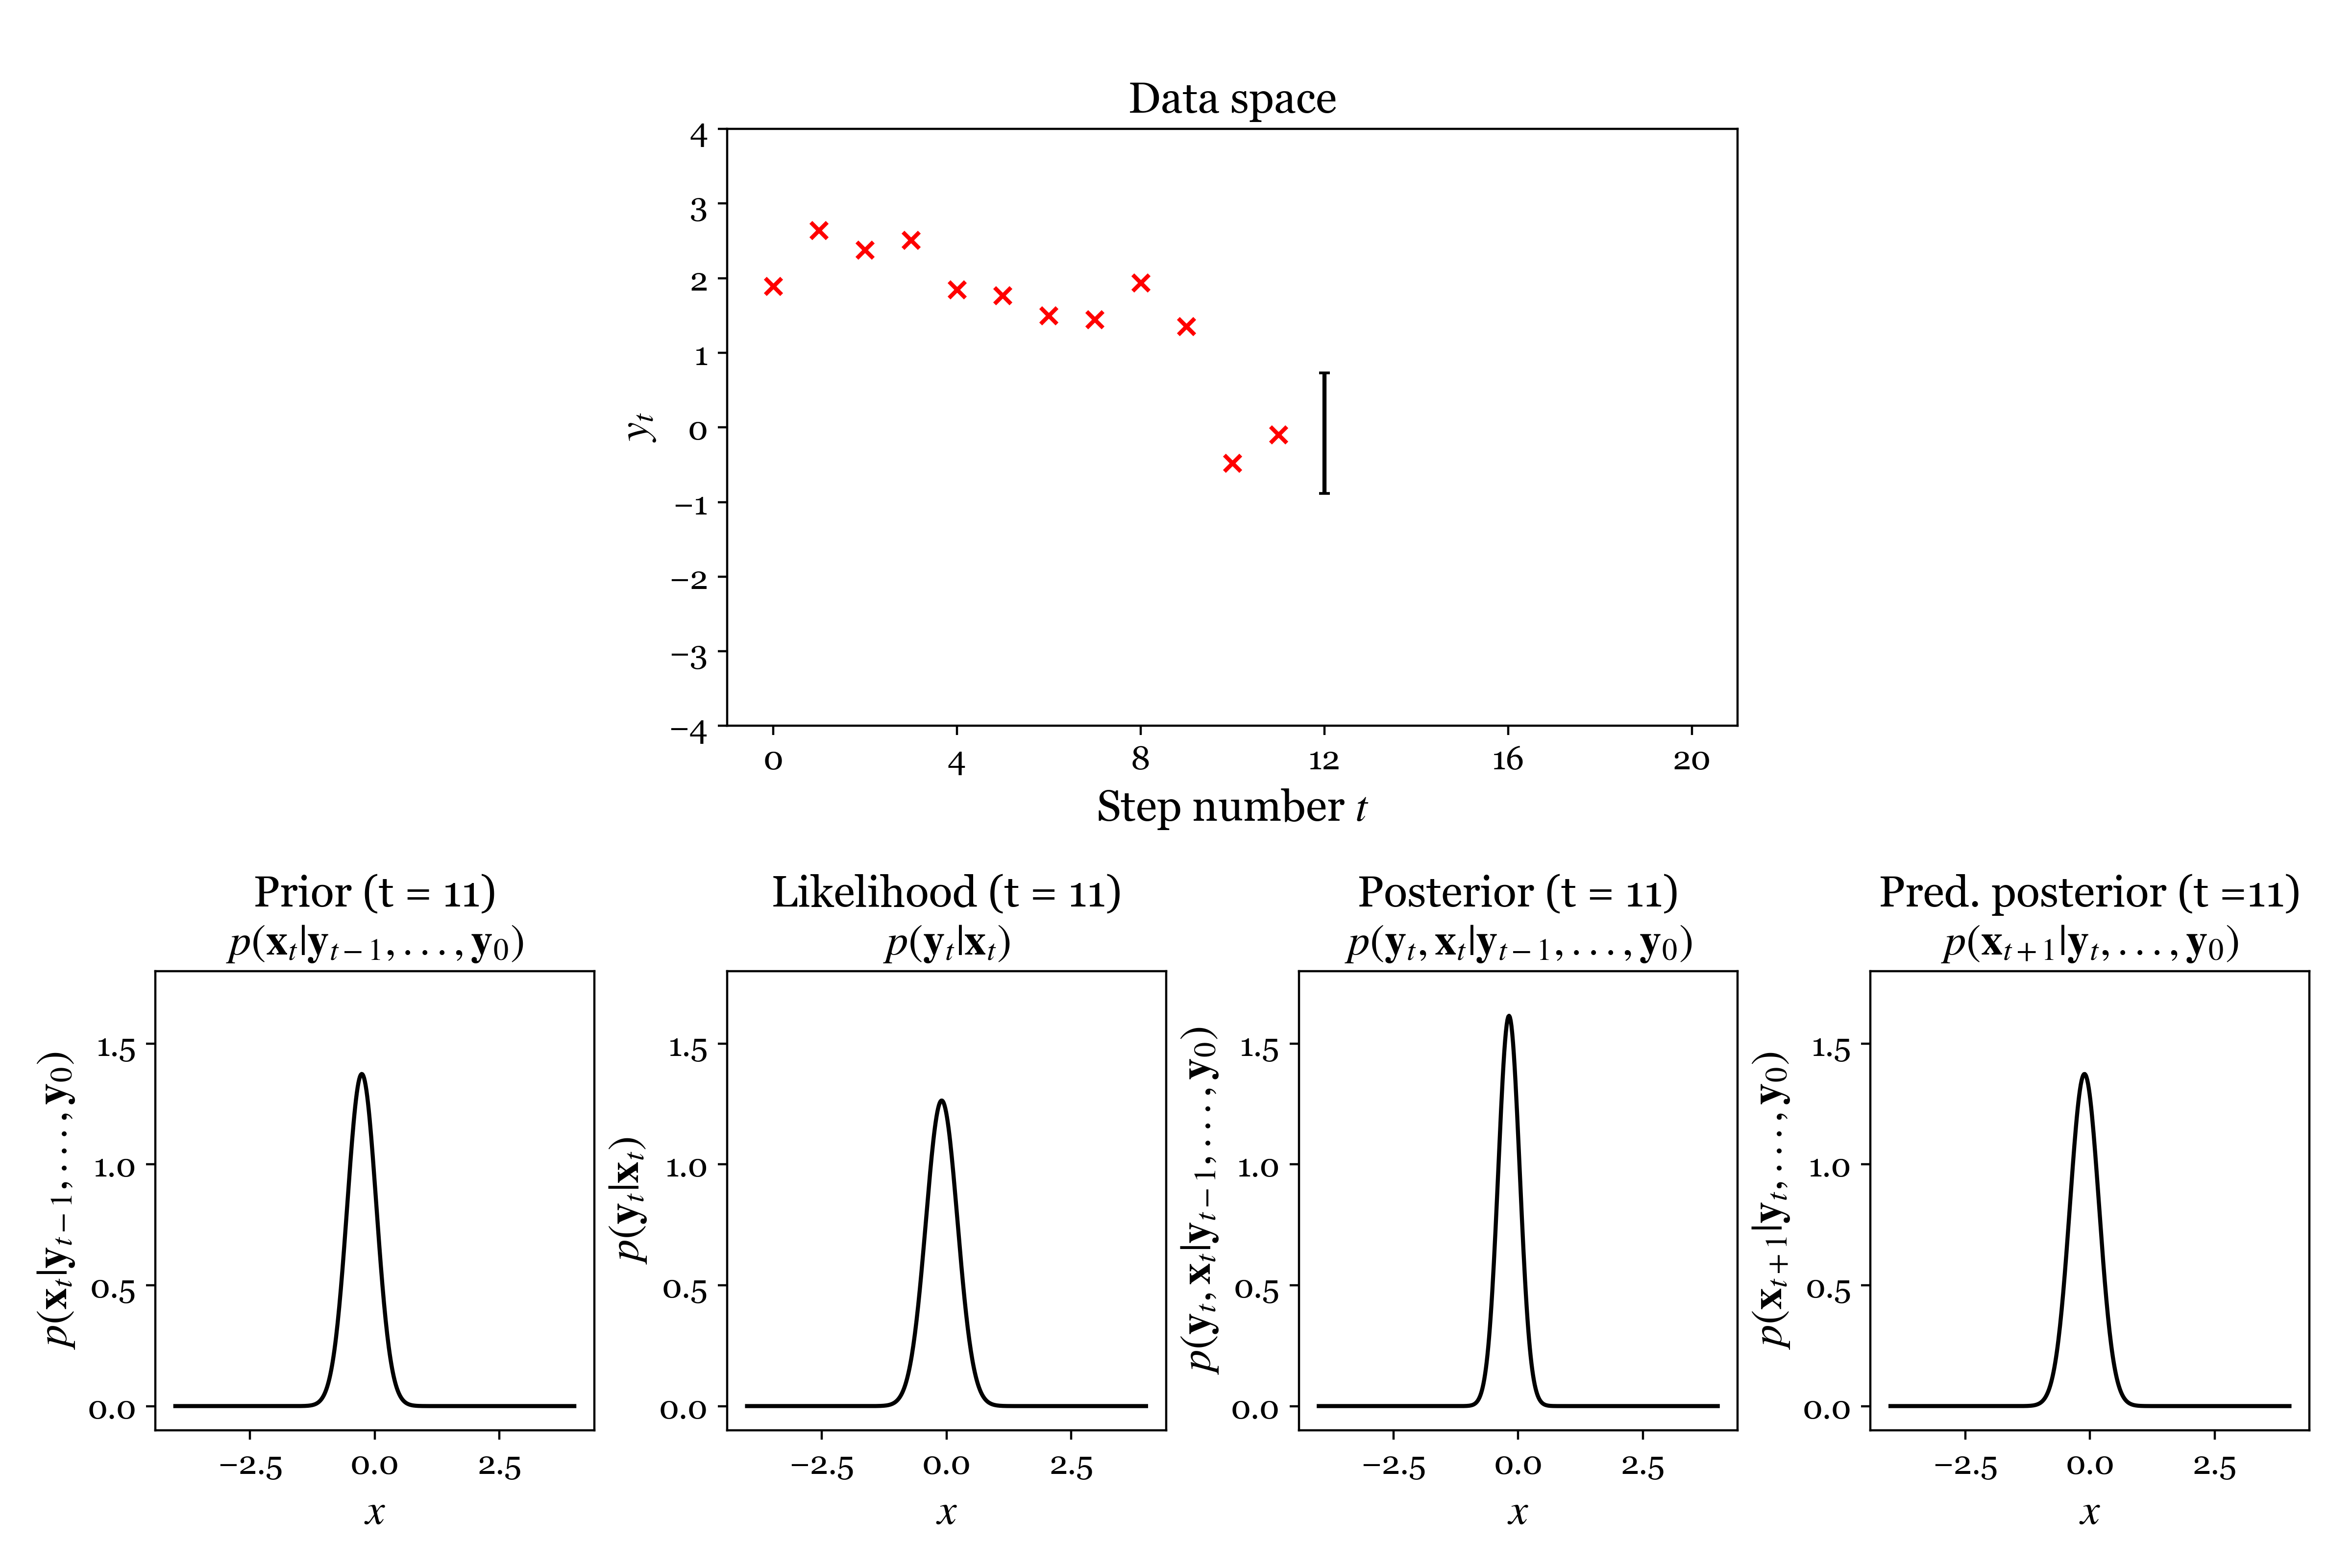 Data space
4
3
2
1
0
−1
−2
−3
−4
y_t
0 4 8 12 16 20
Step number t
Prior (t = 11)
p(x_t|y_{t−1}, . . . , y_0)
Likelihood (t = 11)
p(y_t|x_t)
Posterior (t = 11)
p(y_t, x_t|y_{t−1}, . . . , y_0)
Pred. posterior (t =11)
p(x_{t+1}|y_t, . . . , y_0)
p(x_t|y_{t−1}, . . . , y_0)
1.5
1.0
0.5
0.0
−2.5 0.0 2.5
x
p(y_t|x_t)
1.5
1.0
0.5
0.0
−2.5 0.0 2.5
x
p(y_t, x_t|y_{t−1}, . . . , y_0)
1.5
1.0
0.5
0.0
−2.5 0.0 2.5
x
p(x_{t+1}|y_t, . . . , y_0)
1.5
1.0
0.5
0.0
−2.5 0.0 2.5
x